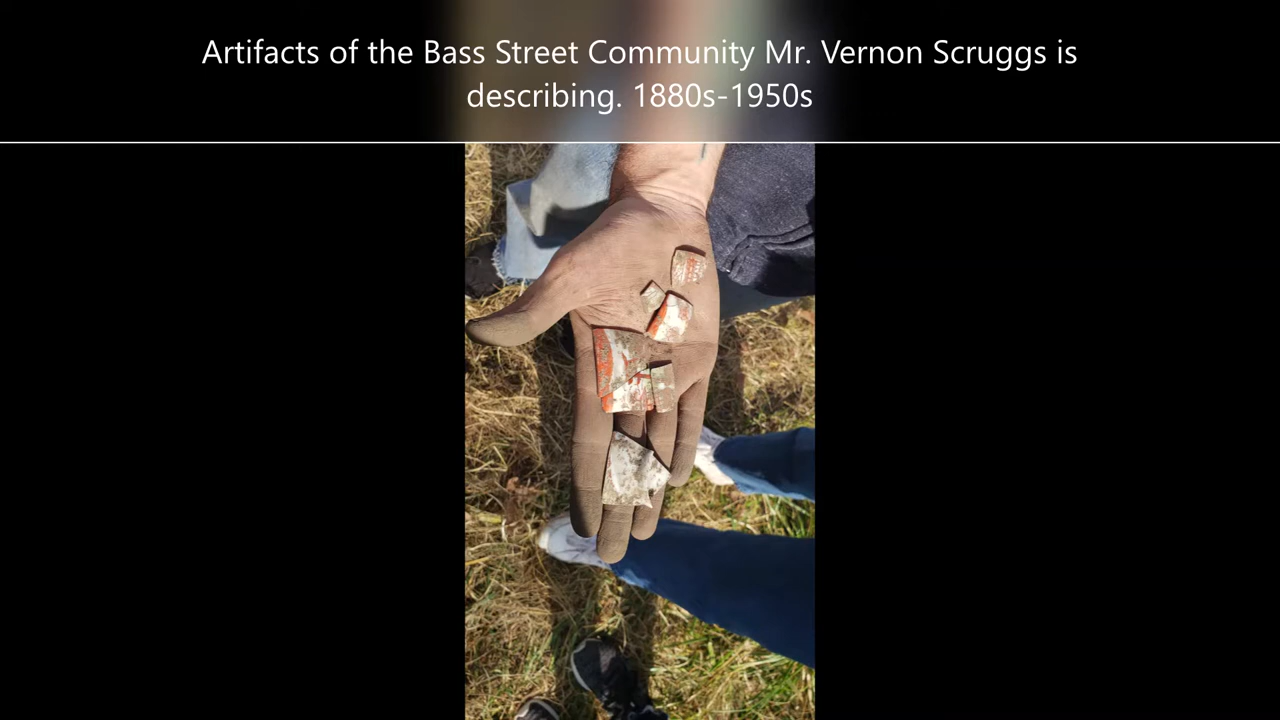 Artifacts of the Bass Street Community Mr. Vernon Scruggs is
describing. 1880s-1950s